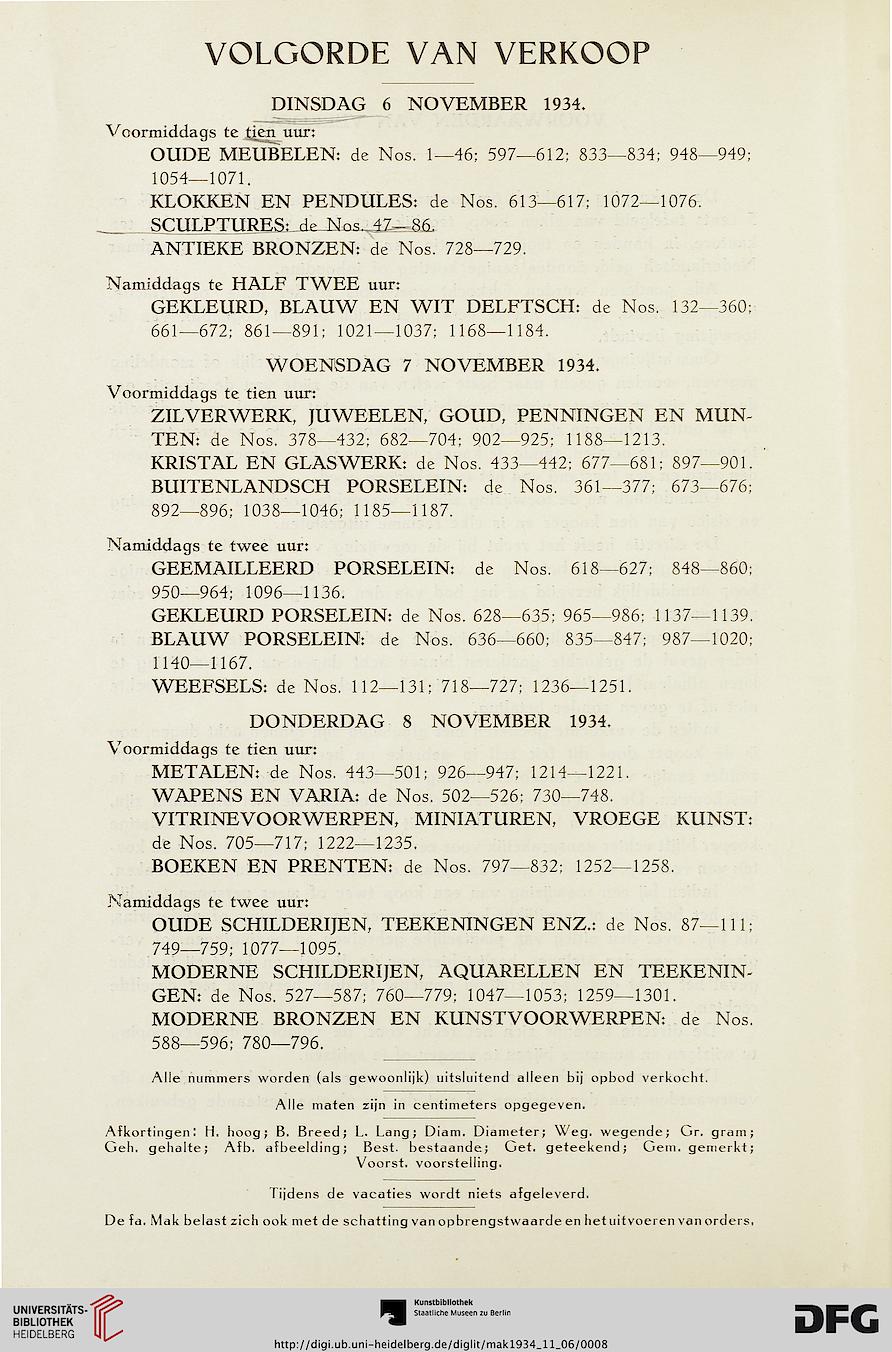 VOLGORDE VAN VERKOOP
DINSDAG 6 NOVEMBER 1934.
Voormiddags te tien uur:
OUDE MEUBELEN: de Nos. 1—46; 597—612; 833—834; 948—949;
1054—1071.
KLOKKEN EN PENDULES: de Nos. 613—617; 1072—1076.
SCULPTURES: de Nos. 47—86.
ANTIEKE BRONZEN: de Nos. 728—729.
Namiddags te HALF TWEE uur:
GEKLEURD, BLAUW EN WIT DELFTSCH: de Nos. 132—360;
661—672; 861—891; 1021—1037; 1168—1184.
WOENSDAG 7 NOVEMBER 1934.
Voormiddags te tien uur:
ZILVERWERK, JUWEELEN, GOUD, PENNINGEN EN MUN-
TEN: de Nos. 378—432; 682—704; 902—925; 1188—1213.
KRISTAL EN GLASWERK: de Nos. 433—442; 677—681; 897—901.
BUITENLANDSCH PORSELEIN: de Nos. 361—377; 673—676;
892—896; 1038—1046; 1185—1187.
Namiddags te twee uur:
GEEMAILLEERD PORSELEIN: de Nos. 618—627; 848—860;
950—964; 1096—1136.
GEKLEURD PORSELEIN: de Nos. 628—635; 965—986; 1137—1139.
BLAUW PORSELEIN: de Nos. 636—660; 835—847; 987—1020;
1140—1167.
WEEFSELS: de Nos. 112—131; 718—727; 1236—1251.
DONDERDAG 8 NOVEMBER 1934.
Voormiddags te tien uur:
METALEN: de Nos. 443—501; 926—947; 1214—1221.
WAPENS EN VARIA: de Nos. 502—526; 730—748.
VITRINEVOORWERPEN, MINIATUREN, VROEGE KUNST:
de Nos. 705—717; 1222—1235.
BOEKEN EN PRENTEN: de Nos. 797—832; 1252—1258.
Namiddags te twee uur:
OUDE SCHILDERIJEN, TEEKENINGEN ENZ.: de Nos. 87—111;
749—759; 1077—1095.
MODERNE SCHILDERIJEN, AQUARELLEN EN TEEKENIN-
GEN: de Nos. 527—587; 760—779; 1047—1053; 1259—1301.
MODERNE BRONZEN EN KUNSTVOORWERPEN: de Nos.
588—596; 780—796.
Alle nummers worden (als gewoonlijk) uitsluitend alleen bij opbod verkocht.
Alle maten zijn in centimeters opgegeven.
Afkortingen: H. hoog; B. Breed; L. Lang; Diam. Diameter; Weg. wegende; Gr. gram;
Geh. gehalte; Afb. afbeelding; Best. bestaande; Get. geteekend; Gem. gemerkt;
Voorst. voorstelling.
Tijdens de vacaties wordt niets afgeleverd.
De fa. Mak belast zich ook met de schatting van opbrengstwaarde en het uitvoeren van orders,
UNIVERSITÄTS-
BIBLIOTHEK
HEIDELBERG
Kunstbibliothek
Staatliche Museen zu Berlin
DFG
http://digi.ub.uni-heidelberg.de/diglit/mak1934_11_06/0008